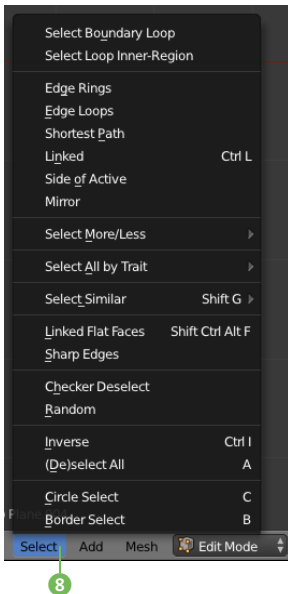 Select Boundary Loop
Select Loop Inner-Region
Edge Rings
Edge Loops
Shortest Path
Linked Ctrl L
Side of Active
Mirror
Select More/Less
Select All by Trait
Select Similar Shift G
Linked Flat Faces Shift Ctrl Alt F
Sharp Edges
Checker Deselect
Random
Inverse Ctrl I
(De)select All A
Circle Select C
Border Select B
Select Add Mesh Edit Mode
8